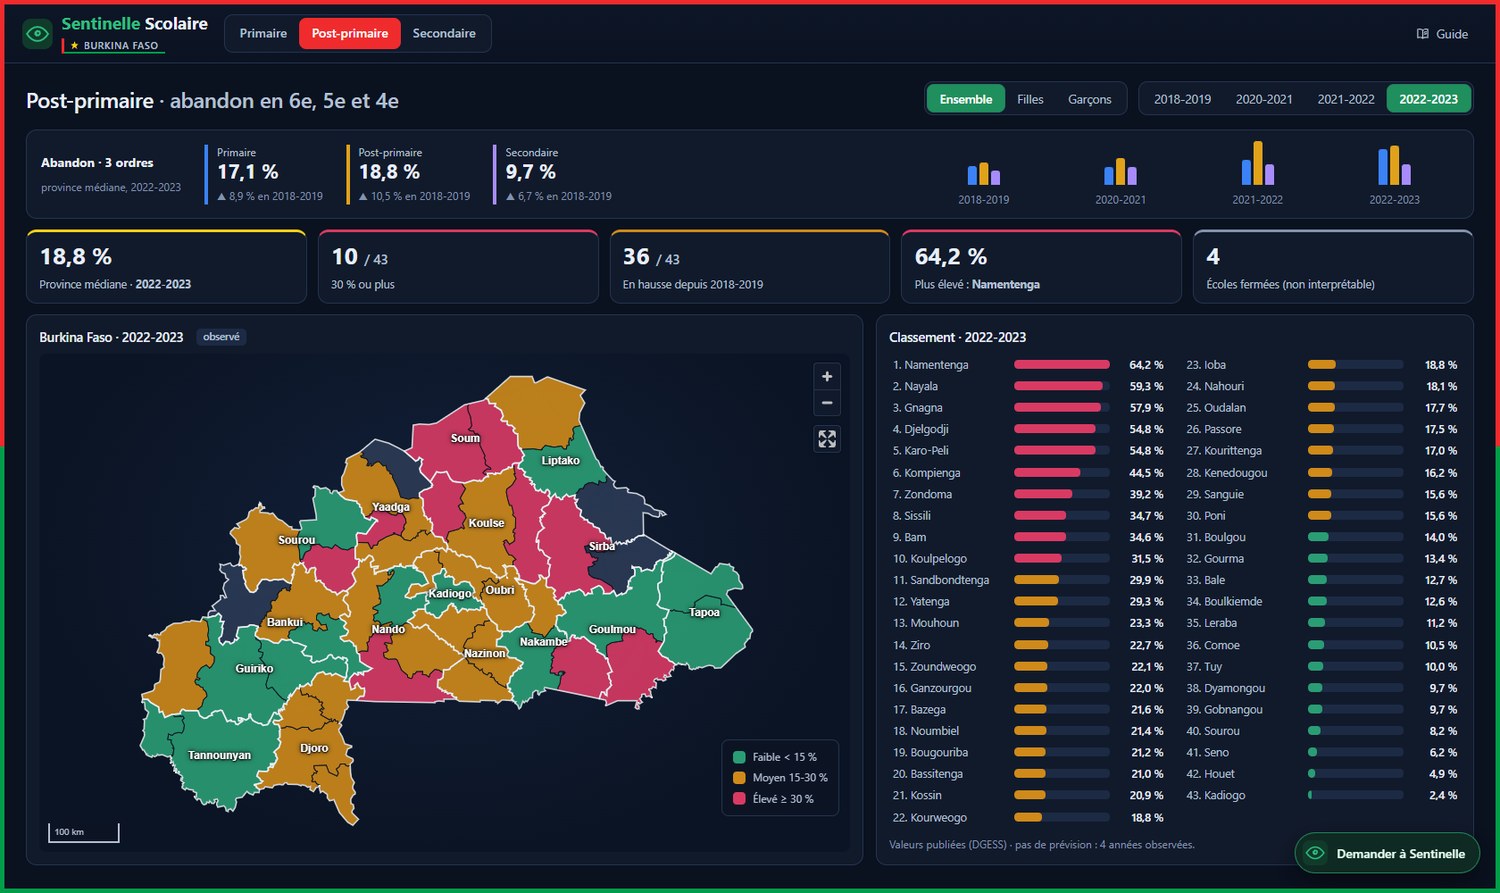 Sentinelle Scolaire
★ BURKINA FASO
Primaire
Post-primaire
Secondaire
Guide
Post-primaire · abandon en 6e, 5e et 4e
Ensemble
Filles
Garçons
2018-2019
2020-2021
2021-2022
2022-2023
Abandon · 3 ordres
province médiane, 2022-2023
Primaire
17,1 %
▲ 8,9 % en 2018-2019
Post-primaire
18,8 %
▲ 10,5 % en 2018-2019
Secondaire
9,7 %
▲ 6,7 % en 2018-2019
2018-2019
2020-2021
2021-2022
2022-2023
18,8 %
Province médiane · 2022-2023
10 / 43
30 % ou plus
36 / 43
En hausse depuis 2018-2019
64,2 %
Plus élevé : Namentenga
4
Écoles fermées (non interprétable)
Burkina Faso · 2022-2023
observé
+
−
Soum
Liptako
Yaadga
Koulse
Sourou
Sirba
Kadiogo
Oubri
Tapoa
Bankui
Nando
Goulmou
Nakambe
Nazinon
Guiriko
Djoro
Tannounyan
Faible < 15 %
Moyen 15-30 %
Élevé ≥ 30 %
100 km
Classement · 2022-2023
1. Namentenga 64,2 %
2. Nayala 59,3 %
3. Gnagna 57,9 %
4. Djelgodji 54,8 %
5. Karo-Peli 54,8 %
6. Kompienga 44,5 %
7. Zondoma 39,2 %
8. Sissili 34,7 %
9. Bam 34,6 %
10. Koulpelogo 31,5 %
11. Sandbondtenga 29,9 %
12. Yatenga 29,3 %
13. Mouhoun 23,3 %
14. Ziro 22,7 %
15. Zoundweogo 22,1 %
16. Ganzourgou 22,0 %
17. Bazega 21,6 %
18. Noumbiel 21,4 %
19. Bougouriba 21,2 %
20. Bassitenga 21,0 %
21. Kossin 20,9 %
22. Kourweogo 18,8 %
23. Ioba 18,8 %
24. Nahouri 18,1 %
25. Oudalan 17,7 %
26. Passore 17,5 %
27. Kourittenga 17,0 %
28. Kenedougou 16,2 %
29. Sanguie 15,6 %
30. Poni 15,6 %
31. Boulgou 14,0 %
32. Gourma 13,4 %
33. Bale 12,7 %
34. Boulkiemde 12,6 %
35. Leraba 11,2 %
36. Comoe 10,5 %
37. Tuy 10,0 %
38. Dyamongou 9,7 %
39. Gobnangou 9,7 %
40. Sourou 8,2 %
41. Seno 6,2 %
42. Houet 4,9 %
43. Kadiogo 2,4 %
Valeurs publiées (DGESS) · pas de prévision : 4 années observées.
Demander à Sentinelle